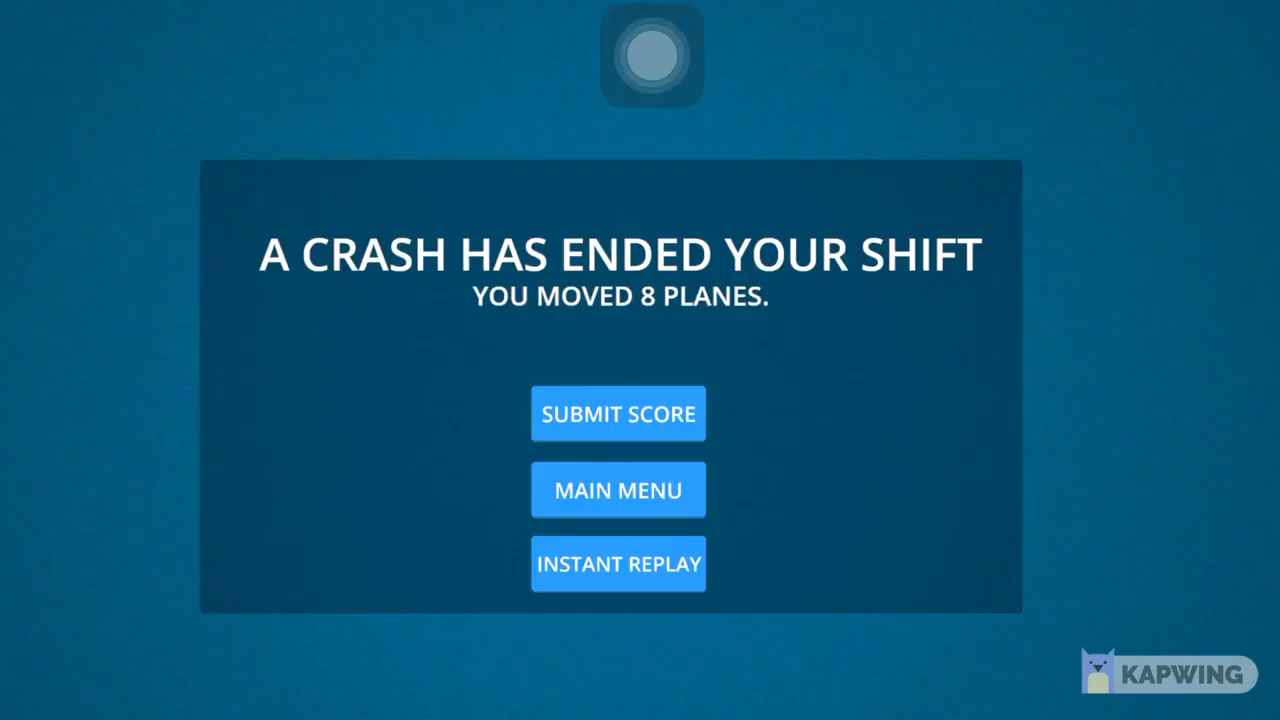 A CRASH HAS ENDED YOUR SHIFT
YOU MOVED 8 PLANES.
SUBMIT SCORE
MAIN MENU
INSTANT REPLAY
KAPWING